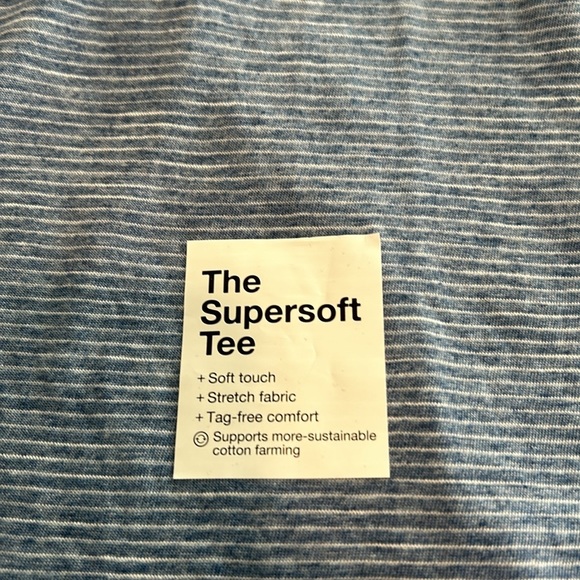 The
Supersoft
Tee
+ Soft touch
+ Stretch fabric
+ Tag-free comfort
Supports more-sustainable
cotton farming